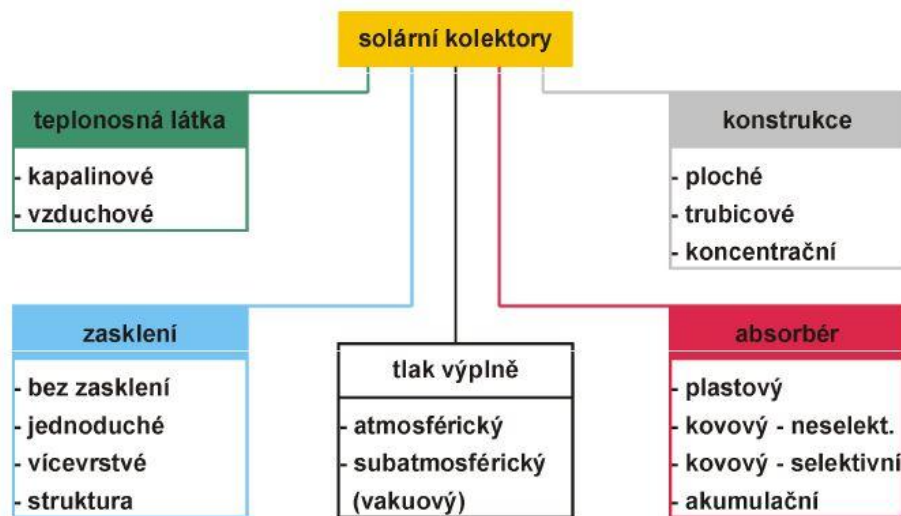 solární kolektory
teplonosná látka
- kapalinové
- vzduchové
konstrukce
- ploché
- trubicové
- koncentrační
zasklení
- bez zasklení
- jednoduché
- vícevrstvé
- struktura
tlak výplně
- atmosférický
- subatmosférický
(vakuový)
absorbér
- plastový
- kovový - neselekt.
- kovový - selektivní
- akumulační